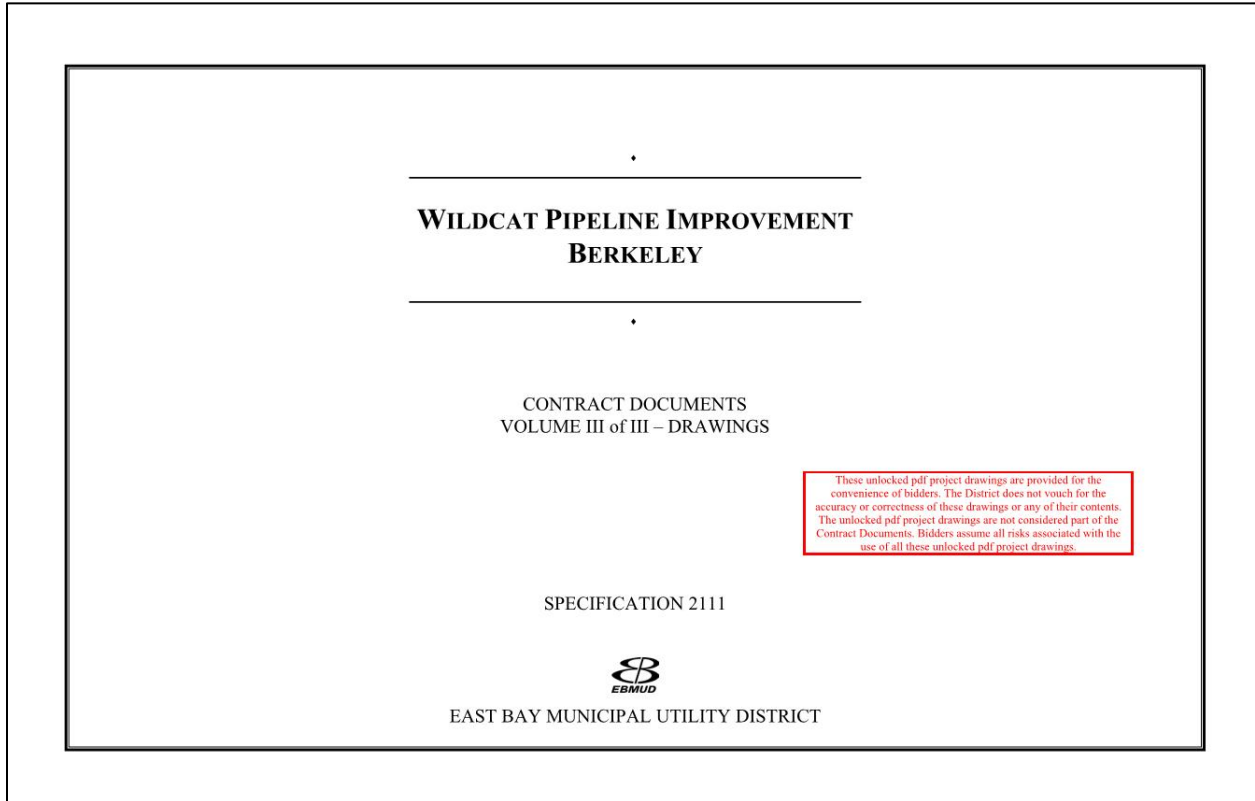 WILDCAT PIPELINE IMPROVEMENT
BERKELEY
CONTRACT DOCUMENTS
VOLUME III of III – DRAWINGS
These unlocked pdf project drawings are provided for the
convenience of bidders. The District does not vouch for the
accuracy or correctness of these drawings or any of their contents.
The unlocked pdf project drawings are not considered part of the
Contract Documents. Bidders assume all risks associated with the
use of all these unlocked pdf project drawings.
SPECIFICATION 2111
EBMUD
EAST BAY MUNICIPAL UTILITY DISTRICT